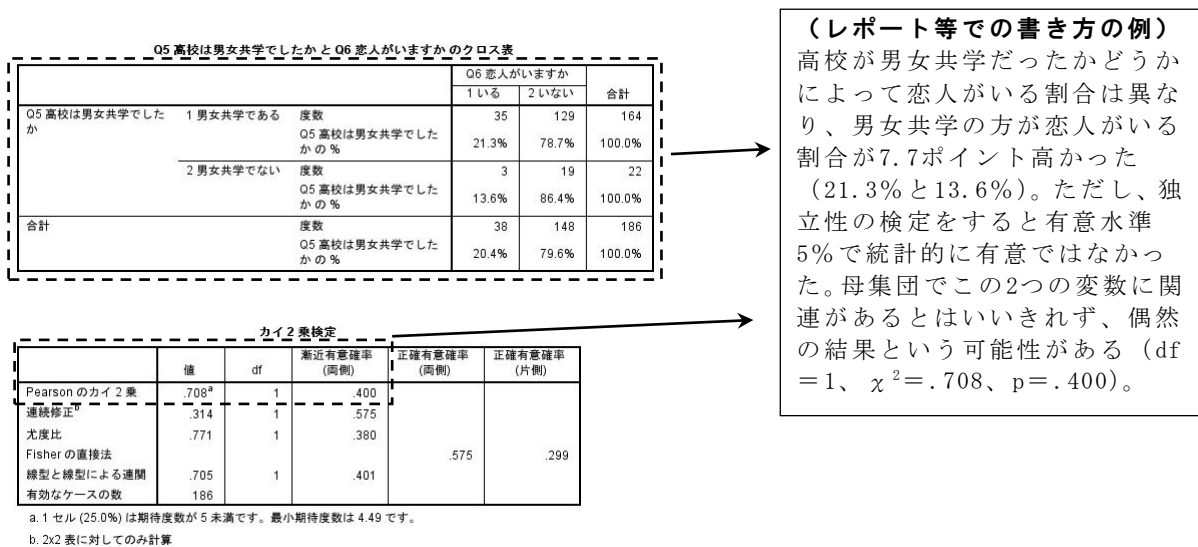 Q5 高校は男女共学でしたか と Q6 恋人がいますか のクロス表
Q6 恋人がいますか
1 いる 2 いない 合計
Q5 高校は男女共学でした
か
1 男女共学である 度数 35 129 164
Q5 高校は男女共学でした
か の % 21.3% 78.7% 100.0%
2 男女共学でない 度数 3 19 22
Q5 高校は男女共学でした
か の % 13.6% 86.4% 100.0%
合計 度数 38 148 186
Q5 高校は男女共学でした
か の % 20.4% 79.6% 100.0%
カイ 2 乗検定
値 df 漸近有意確率
(両側) 正確有意確率
(両側) 正確有意確率
(片側)
Pearson のカイ 2 乗 .708a 1 .400
連続修正b .314 1 .575
尤度比 .771 1 .380
Fisher の直接法 .575 .299
線型と線型による連関 .705 1 .401
有効なケースの数 186
a. 1 セル (25.0%) は期待度数が 5 未満です。最小期待度数は 4.49 です。
b. 2x2 表に対してのみ計算
（レポート等での書き方の例）
高校が男女共学だったかどうか
によって恋人がいる割合は異な
り、男女共学の方が恋人がいる
割合が7.7ポイント高かった
（21.3％と13.6％）。ただし、独
立性の検定をすると有意水準
5％で統計的に有意ではなかっ
た。母集団でこの2つの変数に関
連があるとはいいきれず、偶然
の結果という可能性がある（df
＝1、χ²＝.708、p＝.400）。